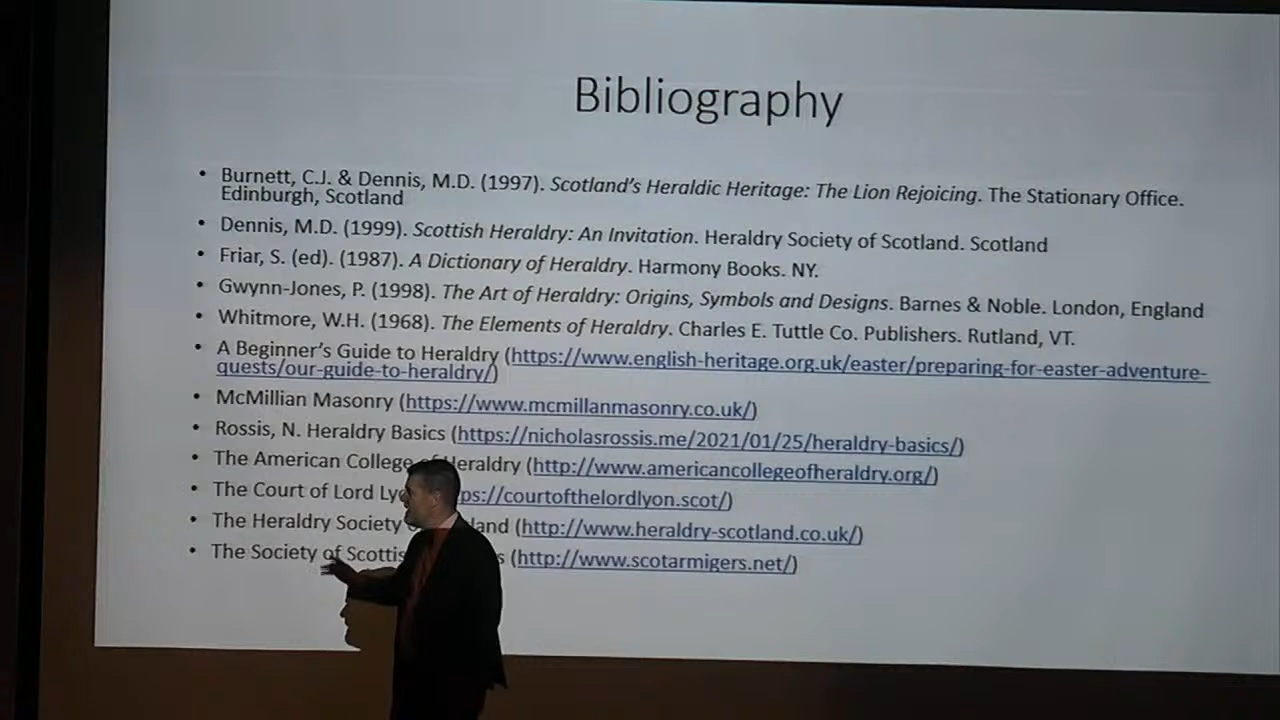 Bibliography
• Burnett, C.J. & Dennis, M.D. (1997). Scotland's Heraldic Heritage: The Lion Rejoicing. The Stationary Office.
Edinburgh, Scotland
• Dennis, M.D. (1999). Scottish Heraldry: An Invitation. Heraldry Society of Scotland. Scotland
• Friar, S. (ed). (1987). A Dictionary of Heraldry. Harmony Books. NY.
• Gwynn-Jones, P. (1998). The Art of Heraldry: Origins, Symbols and Designs. Barnes & Noble. London, England
• Whitmore, W.H. (1968). The Elements of Heraldry. Charles E. Tuttle Co. Publishers. Rutland, VT.
• A Beginner's Guide to Heraldry (https://www.english-heritage.org.uk/easter/preparing-for-easter-adventure-
quests/our-guide-to-heraldry/)
• McMillian Masonry (https://www.mcmillanmasonry.co.uk/)
• Rossis, N. Heraldry Basics (https://nicholasrossis.me/2021/01/25/heraldry-basics/)
• The American College of Heraldry (http://www.americancollegeofheraldry.org/)
• The Court of Lord Ly ps://courtofthelordlyon.scot/)
• The Heraldry Society land (http://www.heraldry-scotland.co.uk/)
• The Society of Scottis s (http://www.scotarmigers.net/)